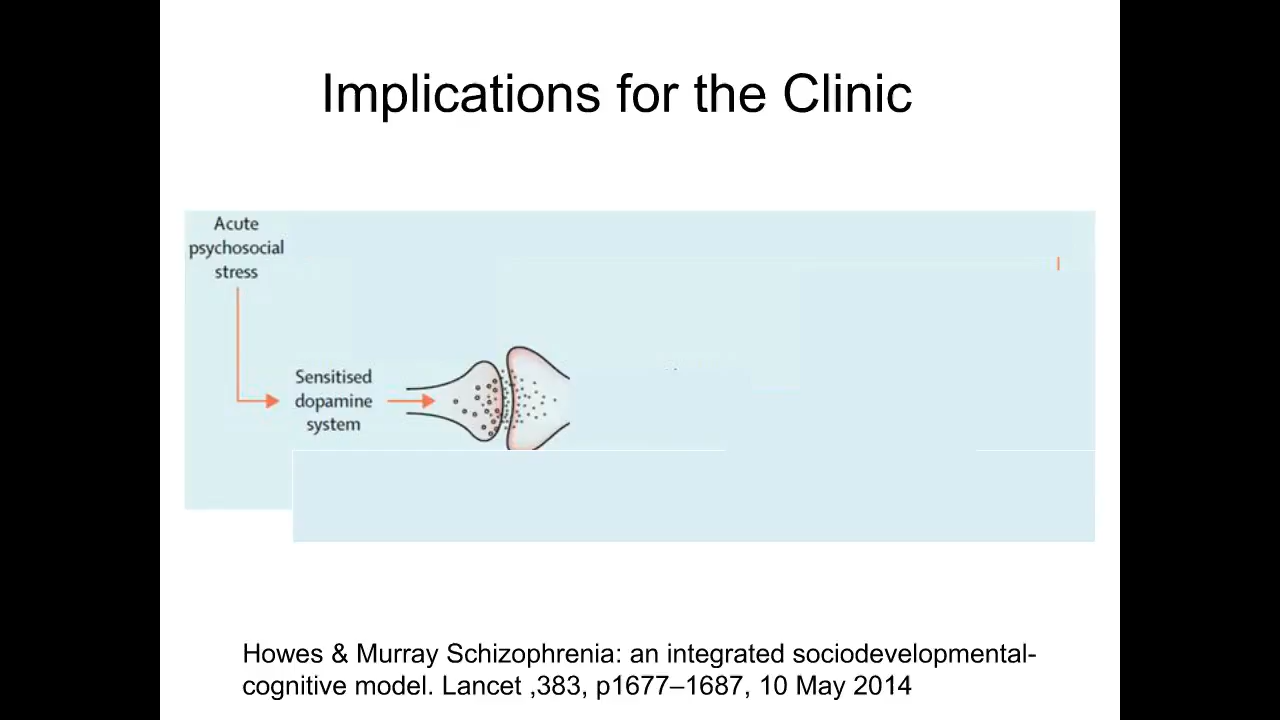 Implications for the Clinic
Acute
psychosocial
stress
Sensitised
dopamine
system
Howes & Murray Schizophrenia: an integrated sociodevelopmental-
cognitive model. Lancet ,383, p1677–1687, 10 May 2014